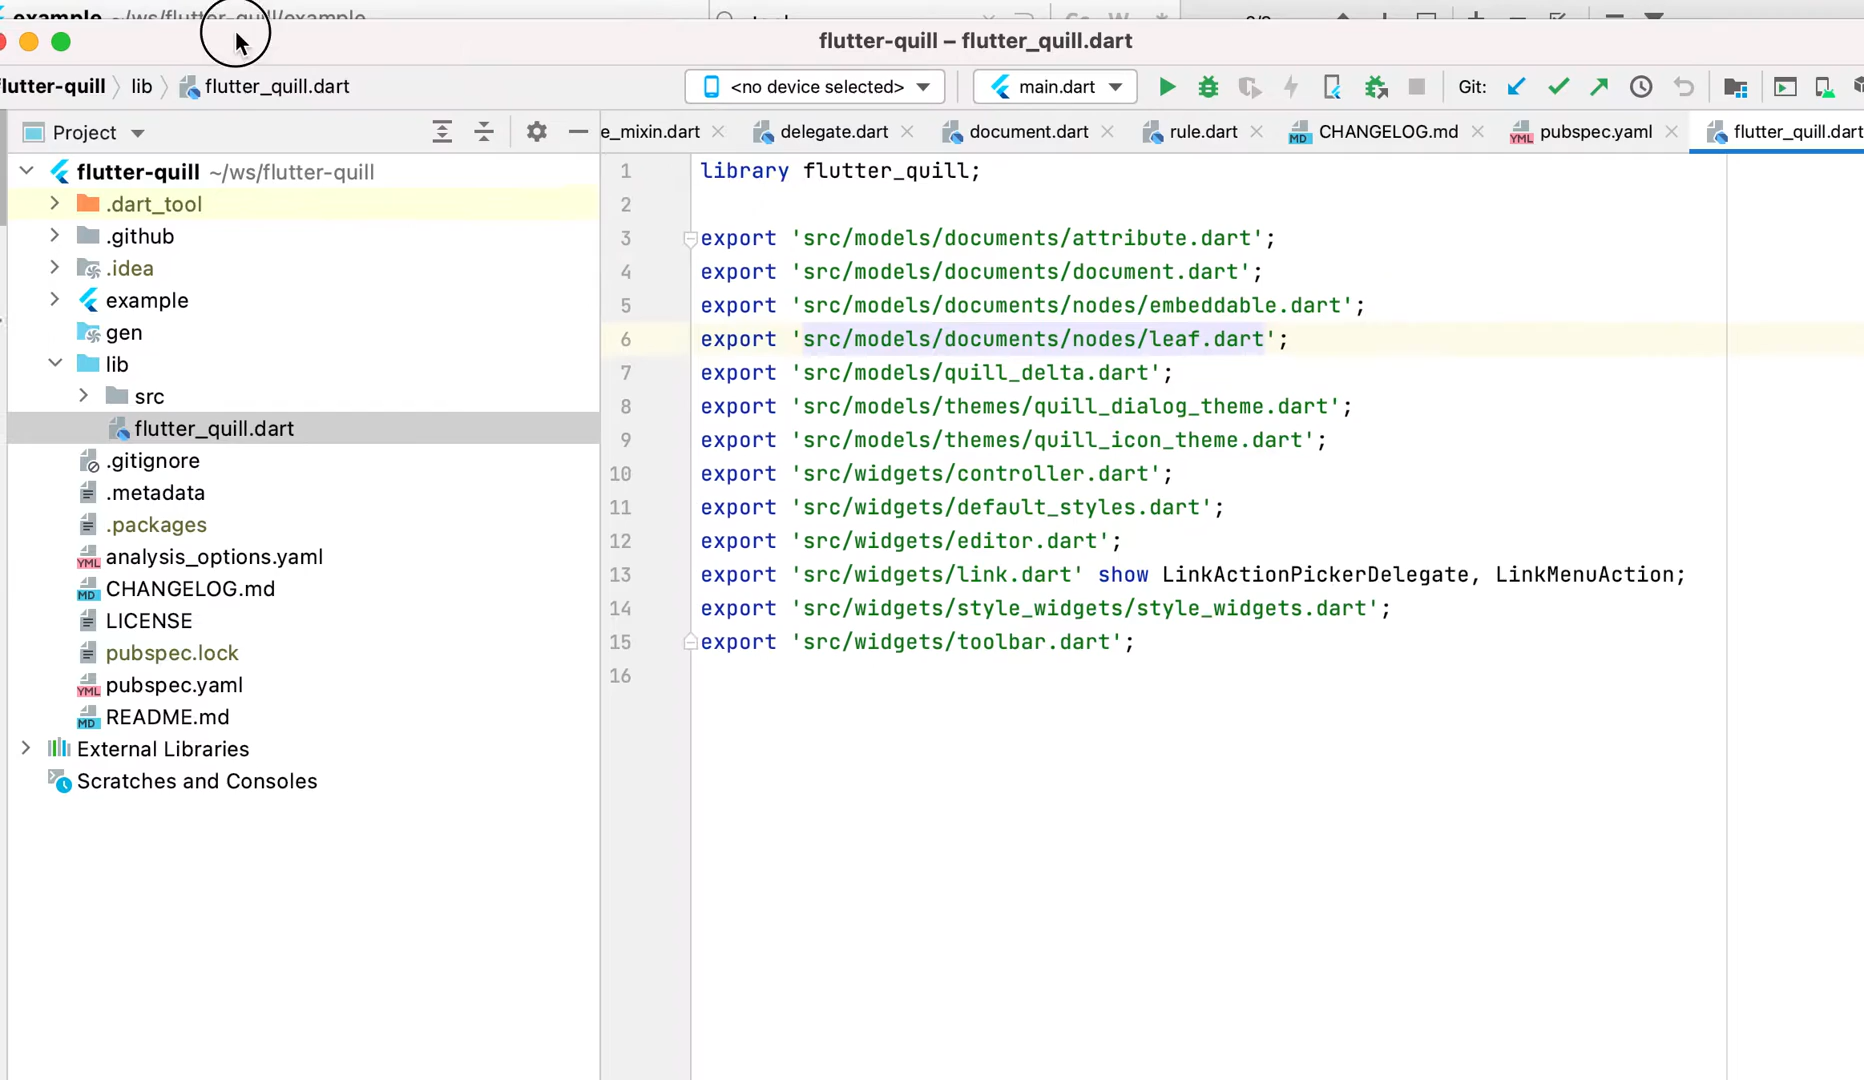 example ~/ws/flutter-quill/example
flutter-quill – flutter_quill.dart
flutter-quill lib flutter_quill.dart
<no device selected> main.dart Git:
Project
e_mixin.dart delegate.dart document.dart rule.dart CHANGELOG.md pubspec.yaml flutter_quill.dart
flutter-quill ~/ws/flutter-quill
.dart_tool
.github
.idea
example
gen
lib
src
flutter_quill.dart
.gitignore
.metadata
.packages
analysis_options.yaml
CHANGELOG.md
LICENSE
pubspec.lock
pubspec.yaml
README.md
External Libraries
Scratches and Consoles
1 library flutter_quill;
2
3 export 'src/models/documents/attribute.dart';
4 export 'src/models/documents/document.dart';
5 export 'src/models/documents/nodes/embeddable.dart';
6 export 'src/models/documents/nodes/leaf.dart';
7 export 'src/models/quill_delta.dart';
8 export 'src/models/themes/quill_dialog_theme.dart';
9 export 'src/models/themes/quill_icon_theme.dart';
10 export 'src/widgets/controller.dart';
11 export 'src/widgets/default_styles.dart';
12 export 'src/widgets/editor.dart';
13 export 'src/widgets/link.dart' show LinkActionPickerDelegate, LinkMenuAction;
14 export 'src/widgets/style_widgets/style_widgets.dart';
15 export 'src/widgets/toolbar.dart';
16